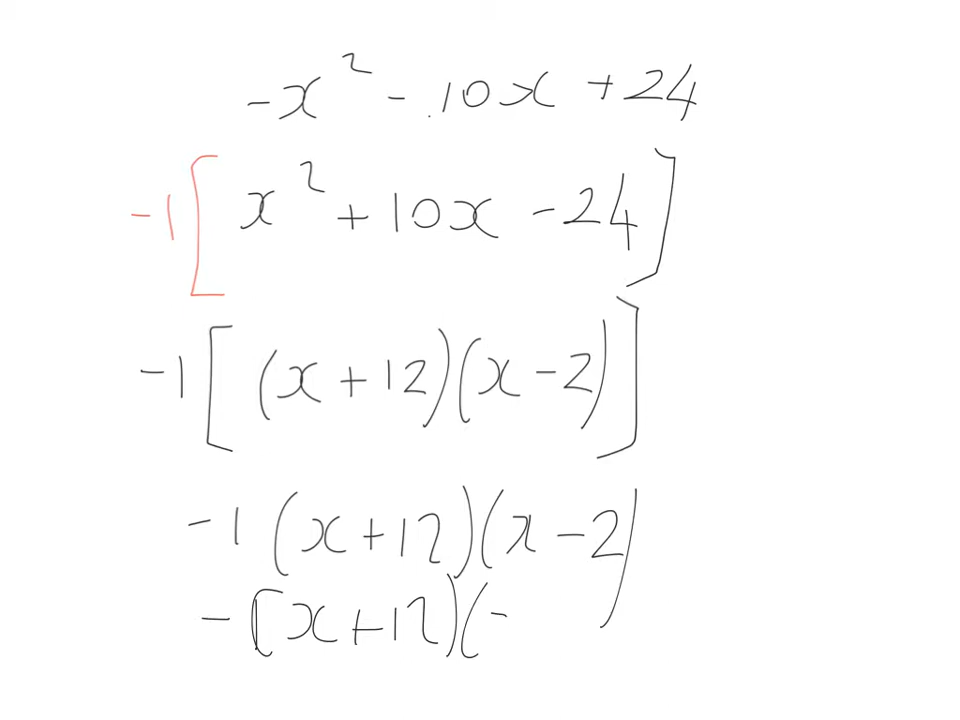 -x² - 10x + 24
-1[x² + 10x - 24]
-1[(x + 12)(x - 2)]
-1(x + 12)(x - 2)
-(x + 12)(